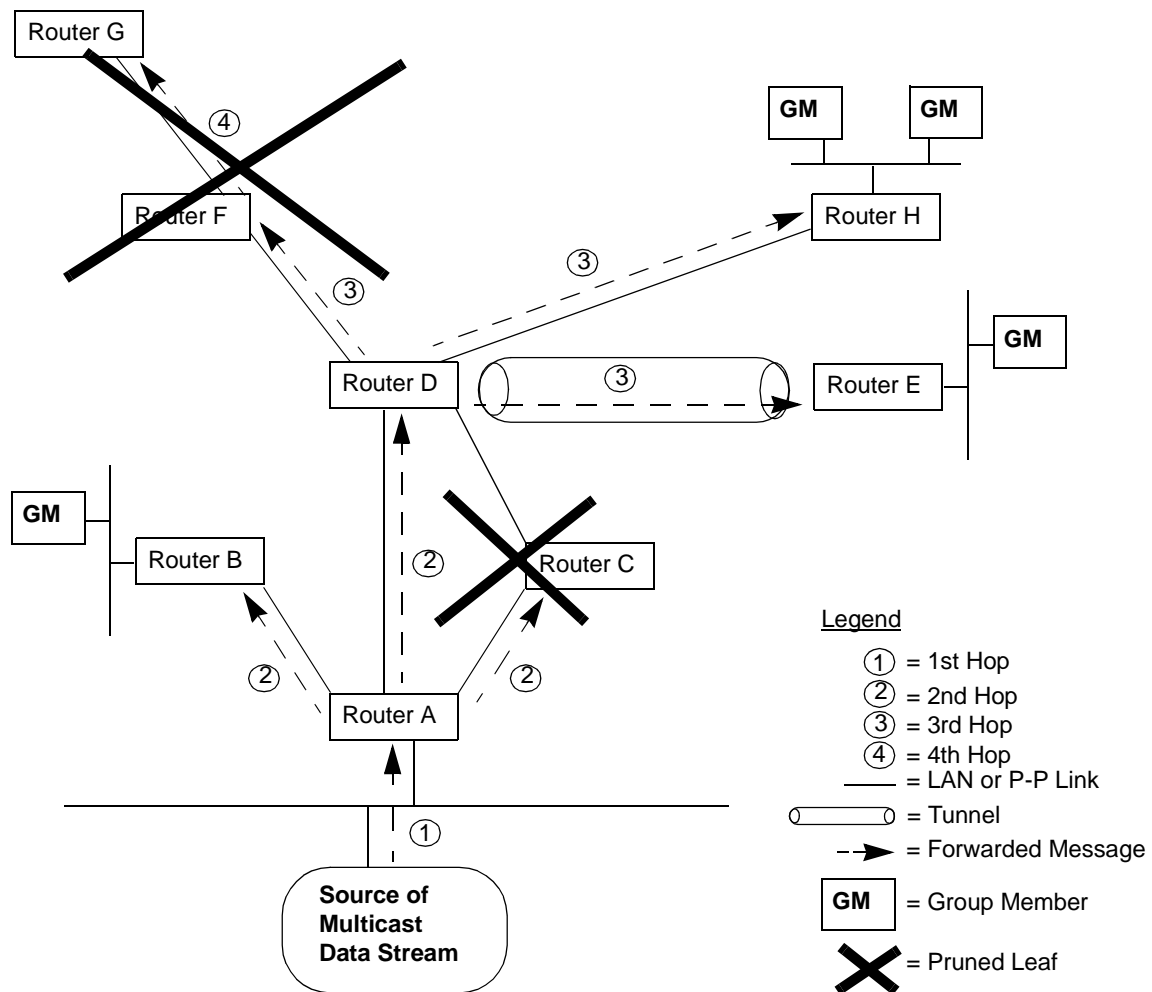 Router G
GM
GM
4
Router F
Router H
3
3
GM
Router D
3
Router E
GM
Router B
2
Router C
2
2
Router A
1
Source of
Multicast
Data Stream
Legend
1 = 1st Hop
2 = 2nd Hop
3 = 3rd Hop
4 = 4th Hop
= LAN or P-P Link
= Tunnel
= Forwarded Message
GM = Group Member
= Pruned Leaf